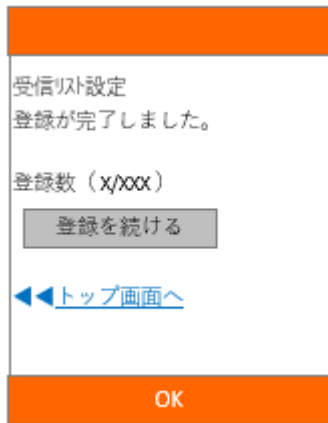 受信リスト設定
登録が完了しました。
登録数（x/xxx）
登録を続ける
◀◀トップ画面へ
OK